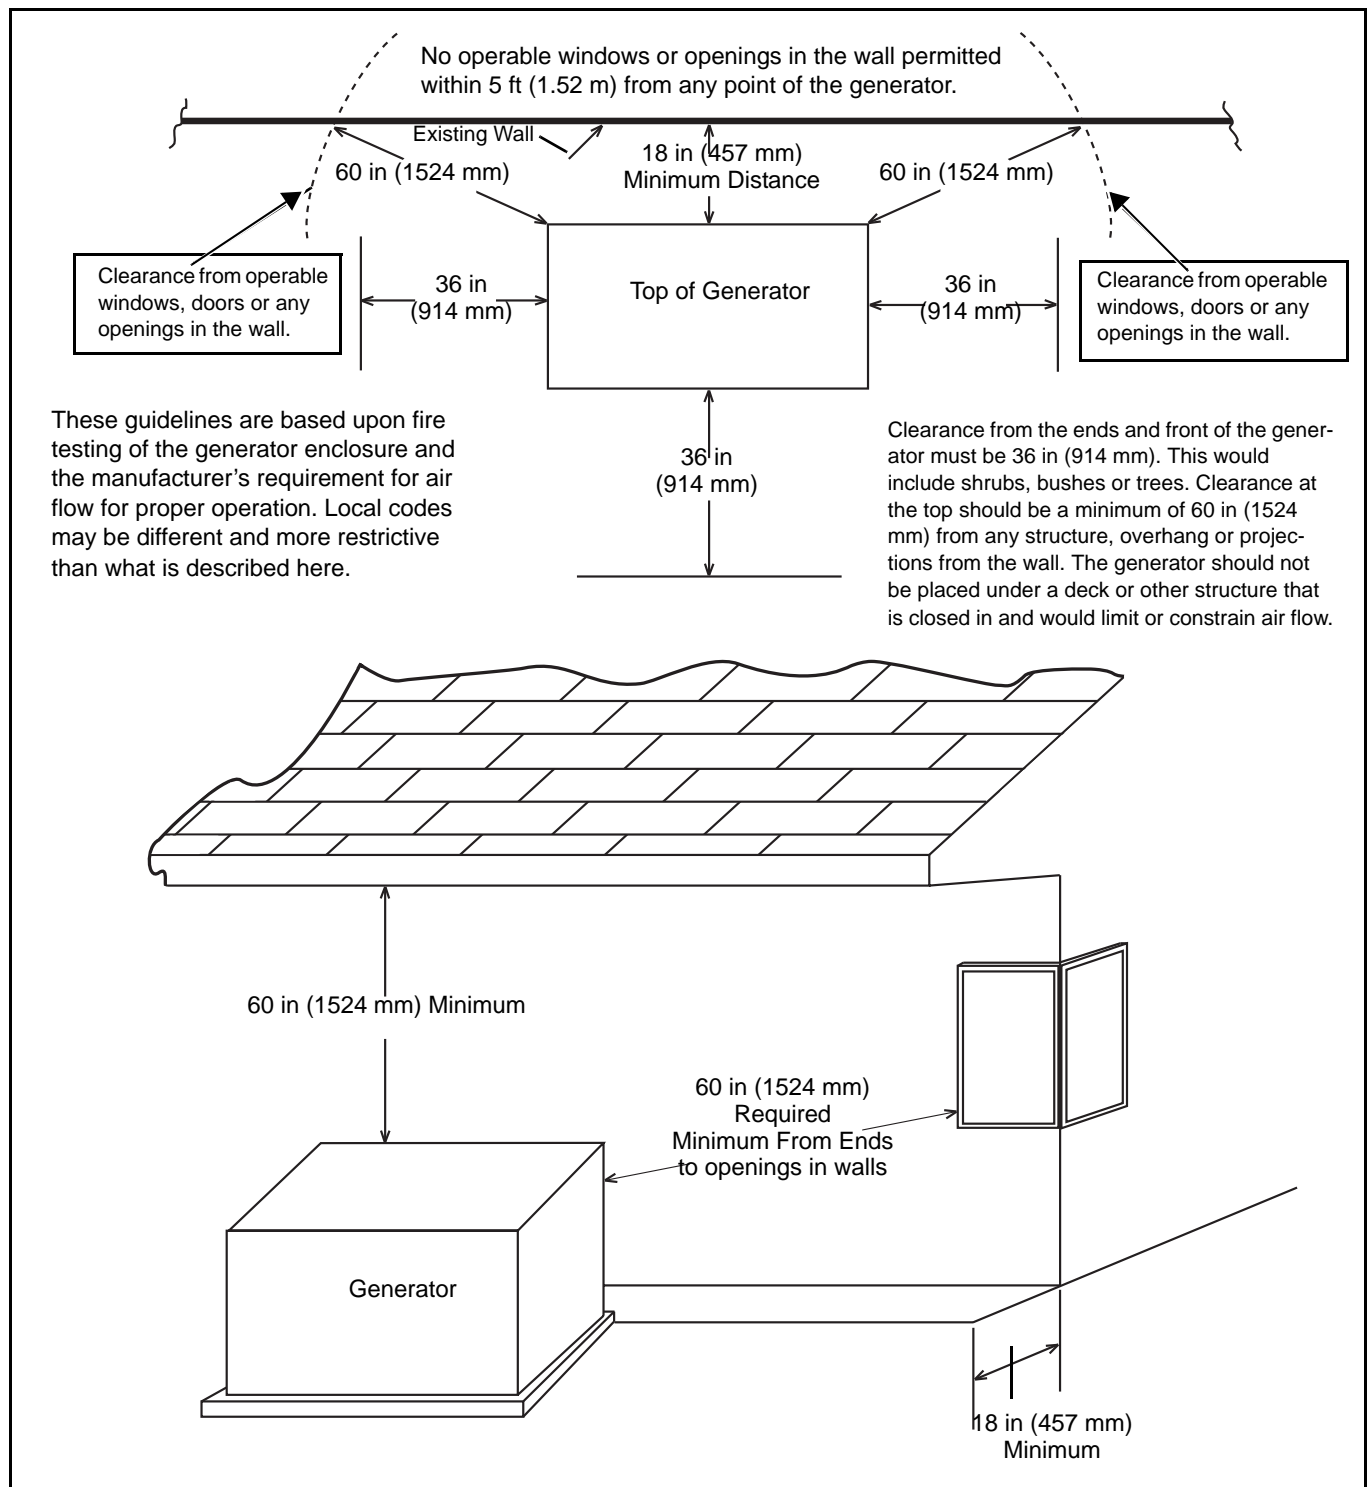 No operable windows or openings in the wall permitted
within 5 ft (1.52 m) from any point of the generator.
Existing Wall
18 in (457 mm)
Minimum Distance
60 in (1524 mm)
60 in (1524 mm)
Clearance from operable
windows, doors or any
openings in the wall.
36 in
(914 mm)
Top of Generator
36 in
(914 mm)
Clearance from operable
windows, doors or any
openings in the wall.
These guidelines are based upon fire
testing of the generator enclosure and
the manufacturer's requirement for air
flow for proper operation. Local codes
may be different and more restrictive
than what is described here.
36 in
(914 mm)
Clearance from the ends and front of the gener-
ator must be 36 in (914 mm). This would
include shrubs, bushes or trees. Clearance at
the top should be a minimum of 60 in (1524
mm) from any structure, overhang or projec-
tions from the wall. The generator should not
be placed under a deck or other structure that
is closed in and would limit or constrain air flow.
60 in (1524 mm) Minimum
60 in (1524 mm)
Required
Minimum From Ends
to openings in walls
Generator
18 in (457 mm)
Minimum